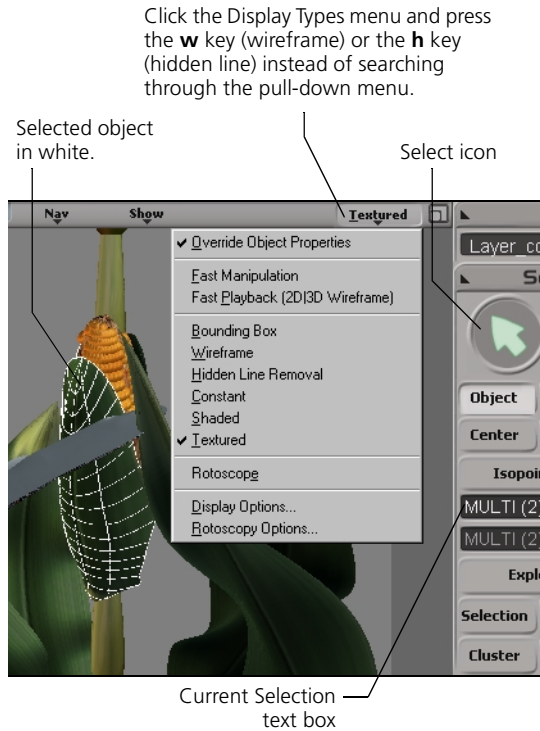 Click the Display Types menu and press
the w key (wireframe) or the h key
(hidden line) instead of searching
through the pull-down menu.
Selected object
in white.
Select icon
Nav Show Textured
Override Object Properties
Fast Manipulation
Fast Playback (2D|3D Wireframe)
Bounding Box
Wireframe
Hidden Line Removal
Constant
Shaded
Textured
Rotoscope
Display Options...
Rotoscopy Options...
Object
Center
MULTI (2)
MULTI (2)
Selection
Cluster
Current Selection
text box